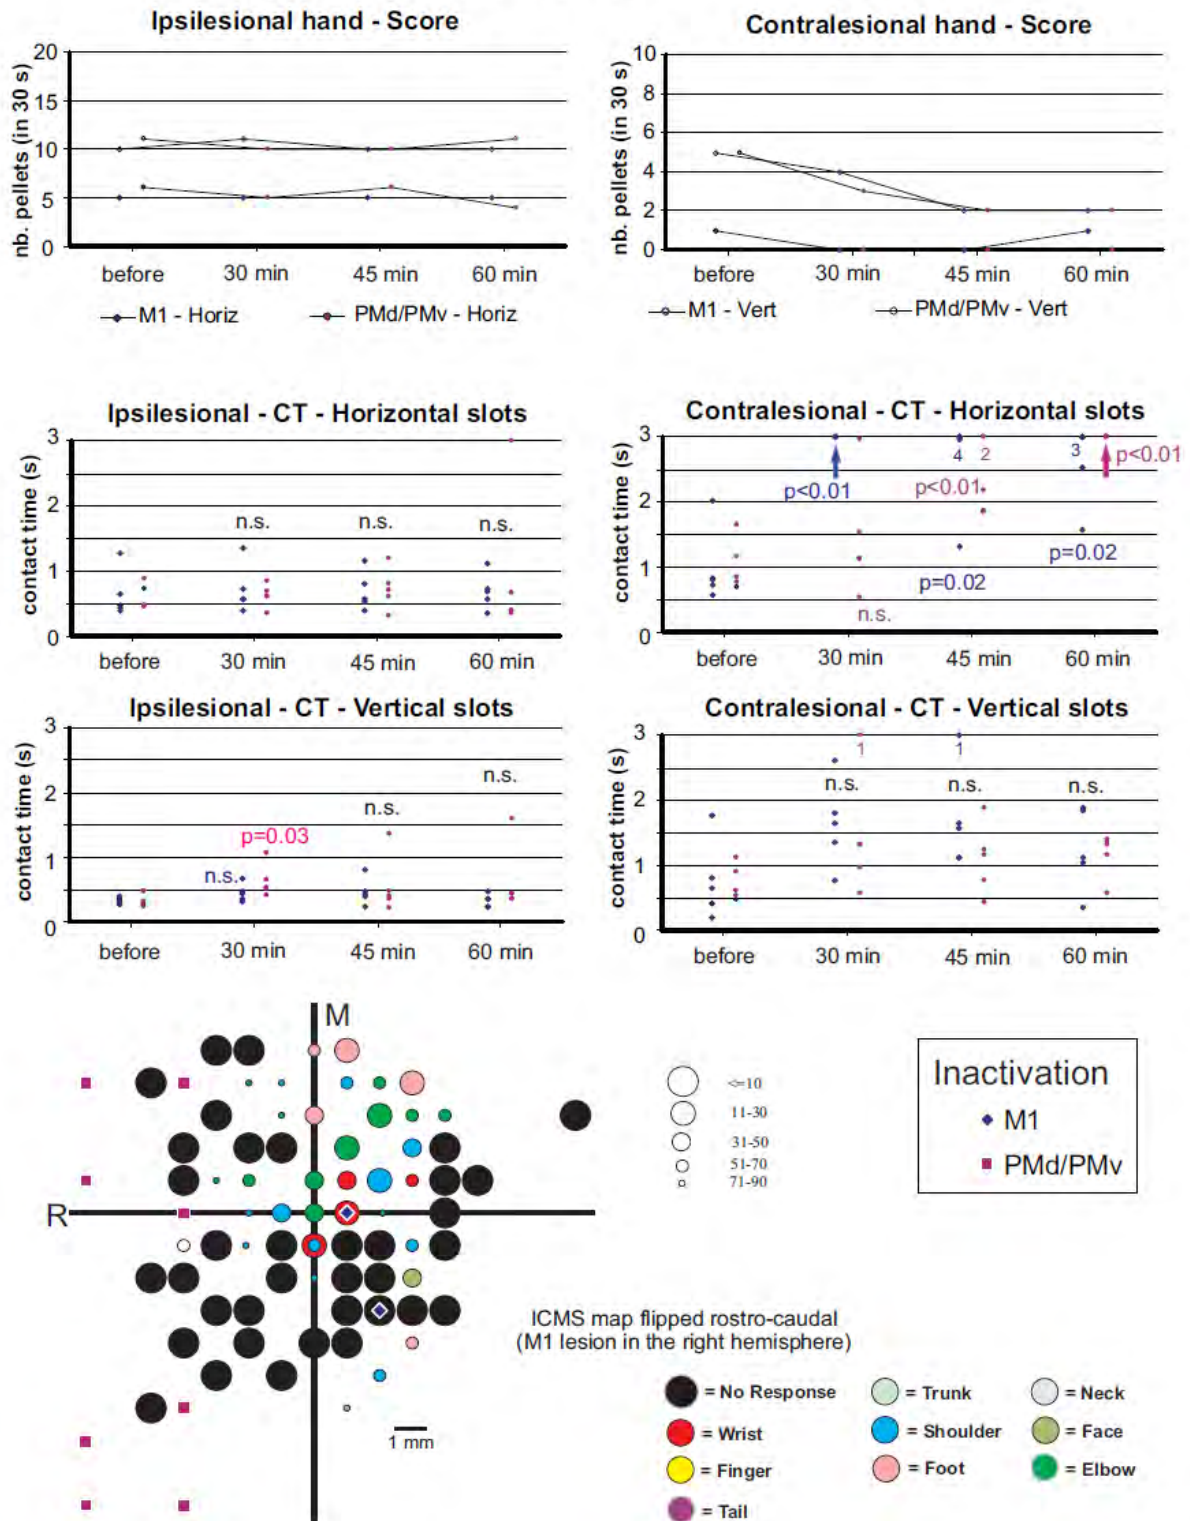 Ipsilesional hand - Score
nb. pellets (in 30 s)
20
15
10
5
0
before 30 min 45 min 60 min
M1 - Horiz PMd/PMv - Horiz
Contralesional hand - Score
nb. pellets (in 30 s)
10
8
6
4
2
0
before 30 min 45 min 60 min
M1 - Vert PMd/PMv - Vert
Ipsilesional - CT - Horizontal slots
contact time (s)
3
2
1
0
n.s. n.s. n.s.
before 30 min 45 min 60 min
Contralesional - CT - Horizontal slots
contact time (s)
3
2
1
0
4 2 3
p<0.01
p<0.01 p<0.01
p=0.02
p=0.02
n.s.
before 30 min 45 min 60 min
Ipsilesional - CT - Vertical slots
contact time (s)
3
2
1
0
n.s.
n.s.
p=0.03
n.s.
before 30 min 45 min 60 min
Contralesional - CT - Vertical slots
contact time (s)
3
2
1
0
1 1
n.s. n.s. n.s.
before 30 min 45 min 60 min
M
R
1 mm
<=10
11-30
31-50
51-70
71-90
Inactivation
M1
PMd/PMv
ICMS map flipped rostro-caudal
(M1 lesion in the right hemisphere)
= No Response = Trunk = Neck
= Wrist = Shoulder = Face
= Finger = Foot = Elbow
= Tail